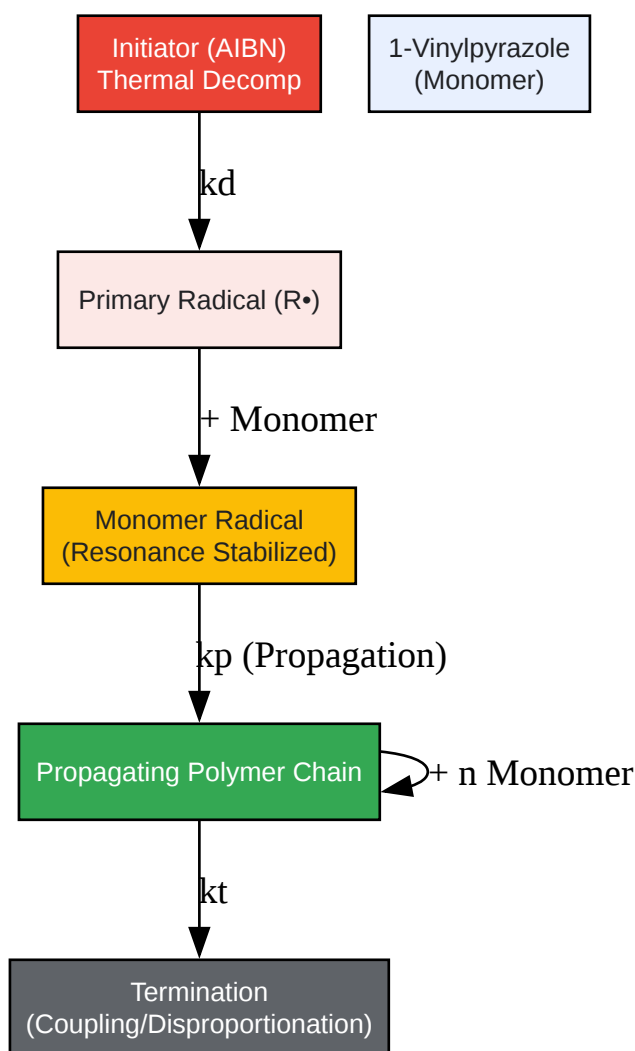 Initiator (AIBN)
Thermal Decomp
1-Vinylpyrazole
(Monomer)
kd
Primary Radical (R•)
+ Monomer
Monomer Radical
(Resonance Stabilized)
kp (Propagation)
Propagating Polymer Chain
+ n Monomer
kt
Termination
(Coupling/Disproportionation)